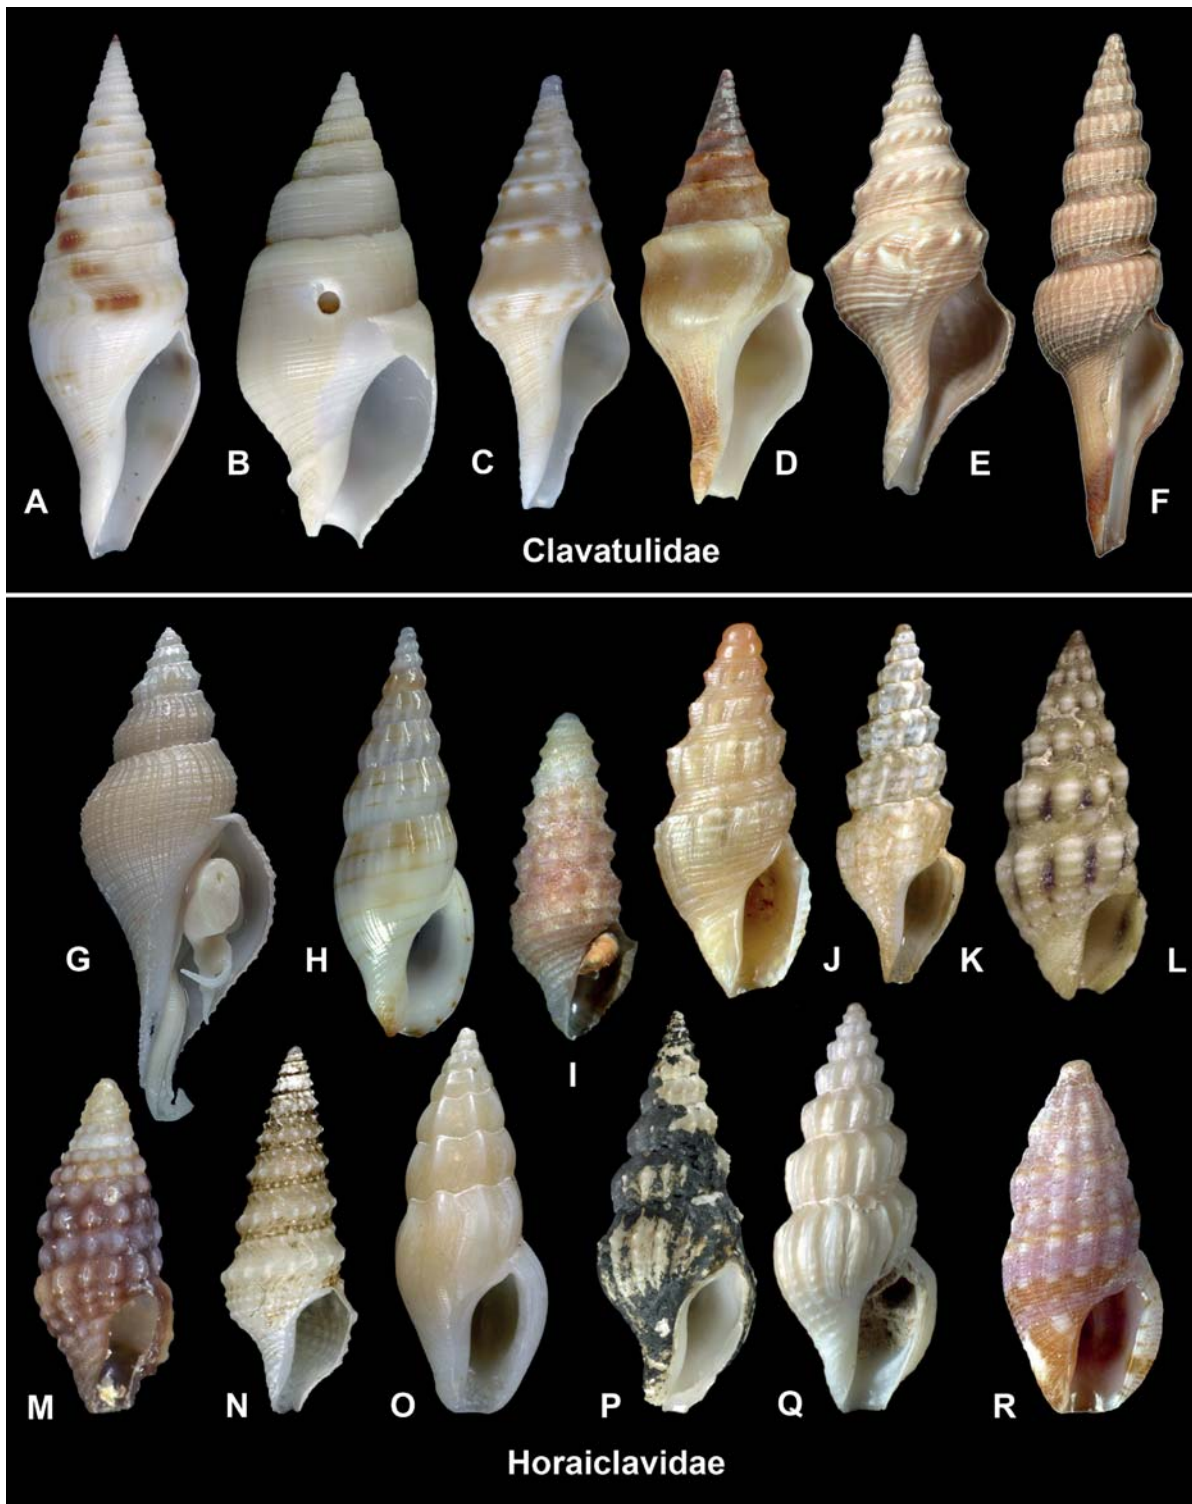 A B C D E F
Clavatulidae
G H I J K L
M N O P Q R
Horaiclavidae